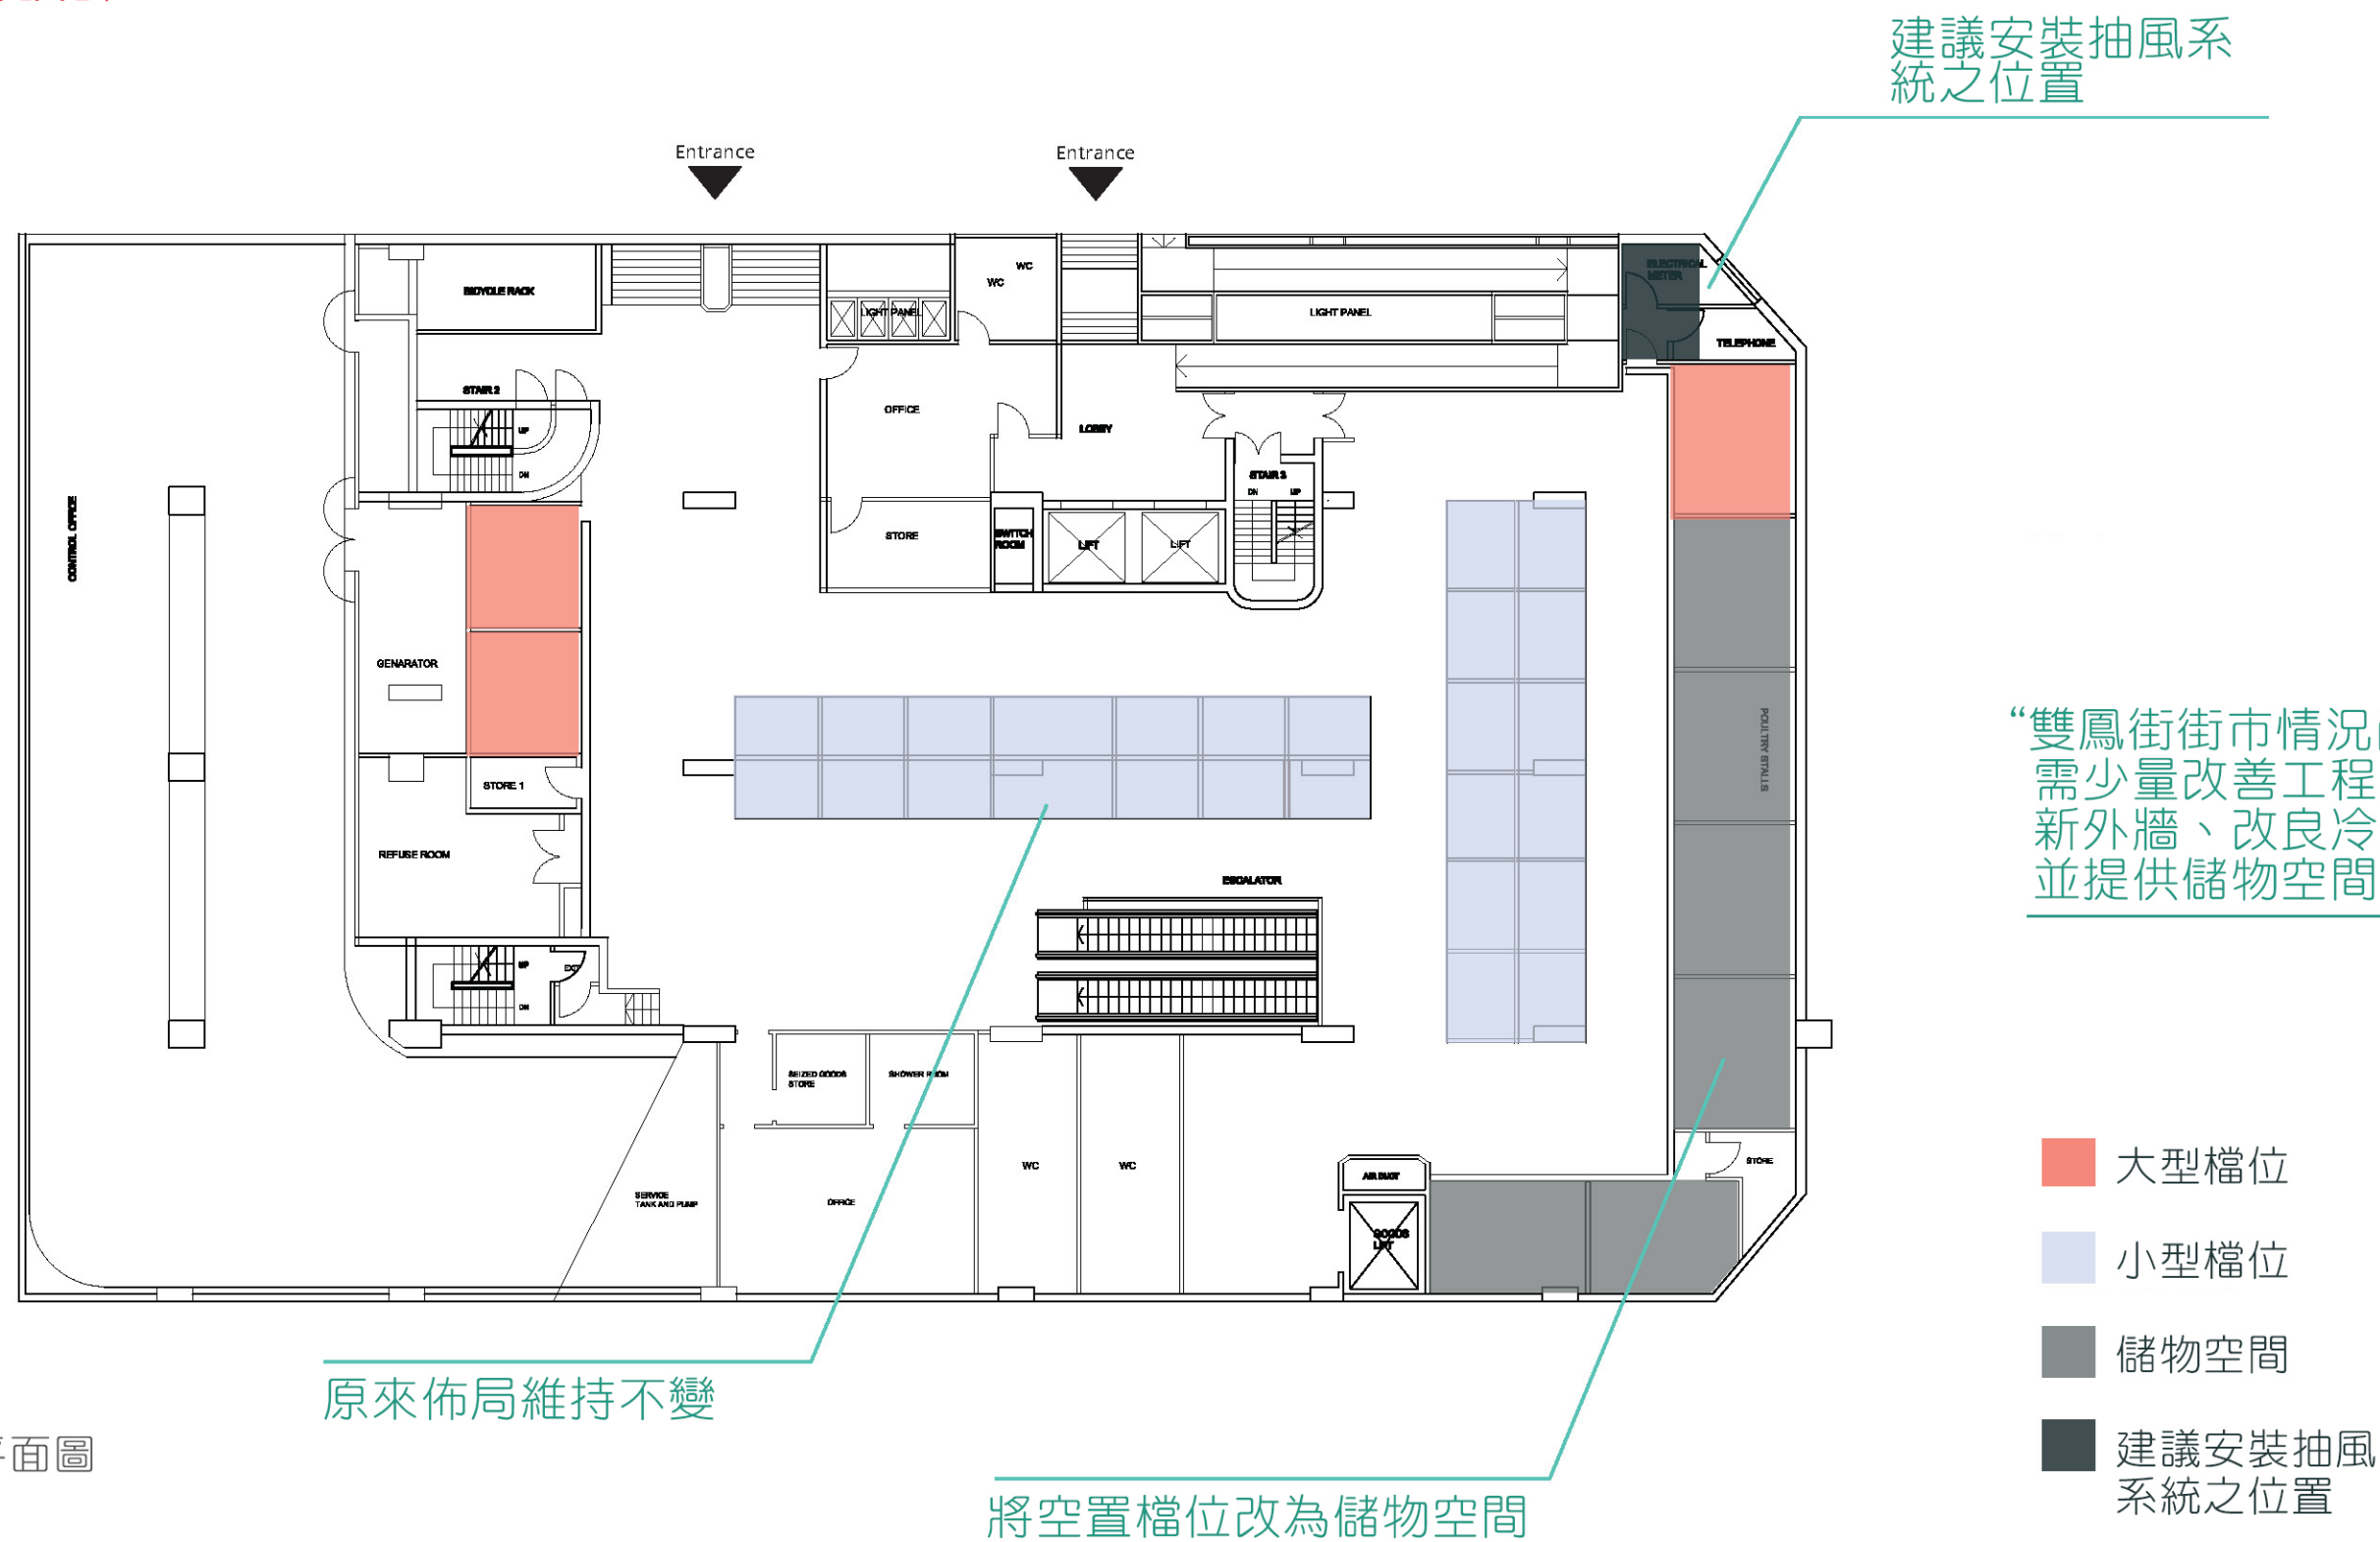 建議安裝抽風系
統之位置
Entrance
Entrance
ELECTRICAL
METER
WC
WC
BICYCLE RACK
LIGHT PANEL
LIGHT PANEL
TELEPHONE
STAIR 2
UP
DN
OFFICE
LOBBY
STAIR 3
DN
UP
CONTROL OFFICE
STORE
SWITCH
ROOM
LIFT
LIFT
GENARATOR
STORE 1
POULTRY STALLS
“雙鳳街街市情況
需少量改善工程
新外牆、改良冷
並提供儲物空間
REFUSE ROOM
ESCALATOR
UP
EXIT
DN
SEIZED GOODS
STORE
SHOWER ROOM
WC
WC
STORE
AIR DUCT
SERVICE
TANK AND PUMP
OFFICE
GOODS
LIFT
大型檔位
小型檔位
儲物空間
建議安裝抽風
系統之位置
原來佈局維持不變
面圖
將空置檔位改為儲物空間